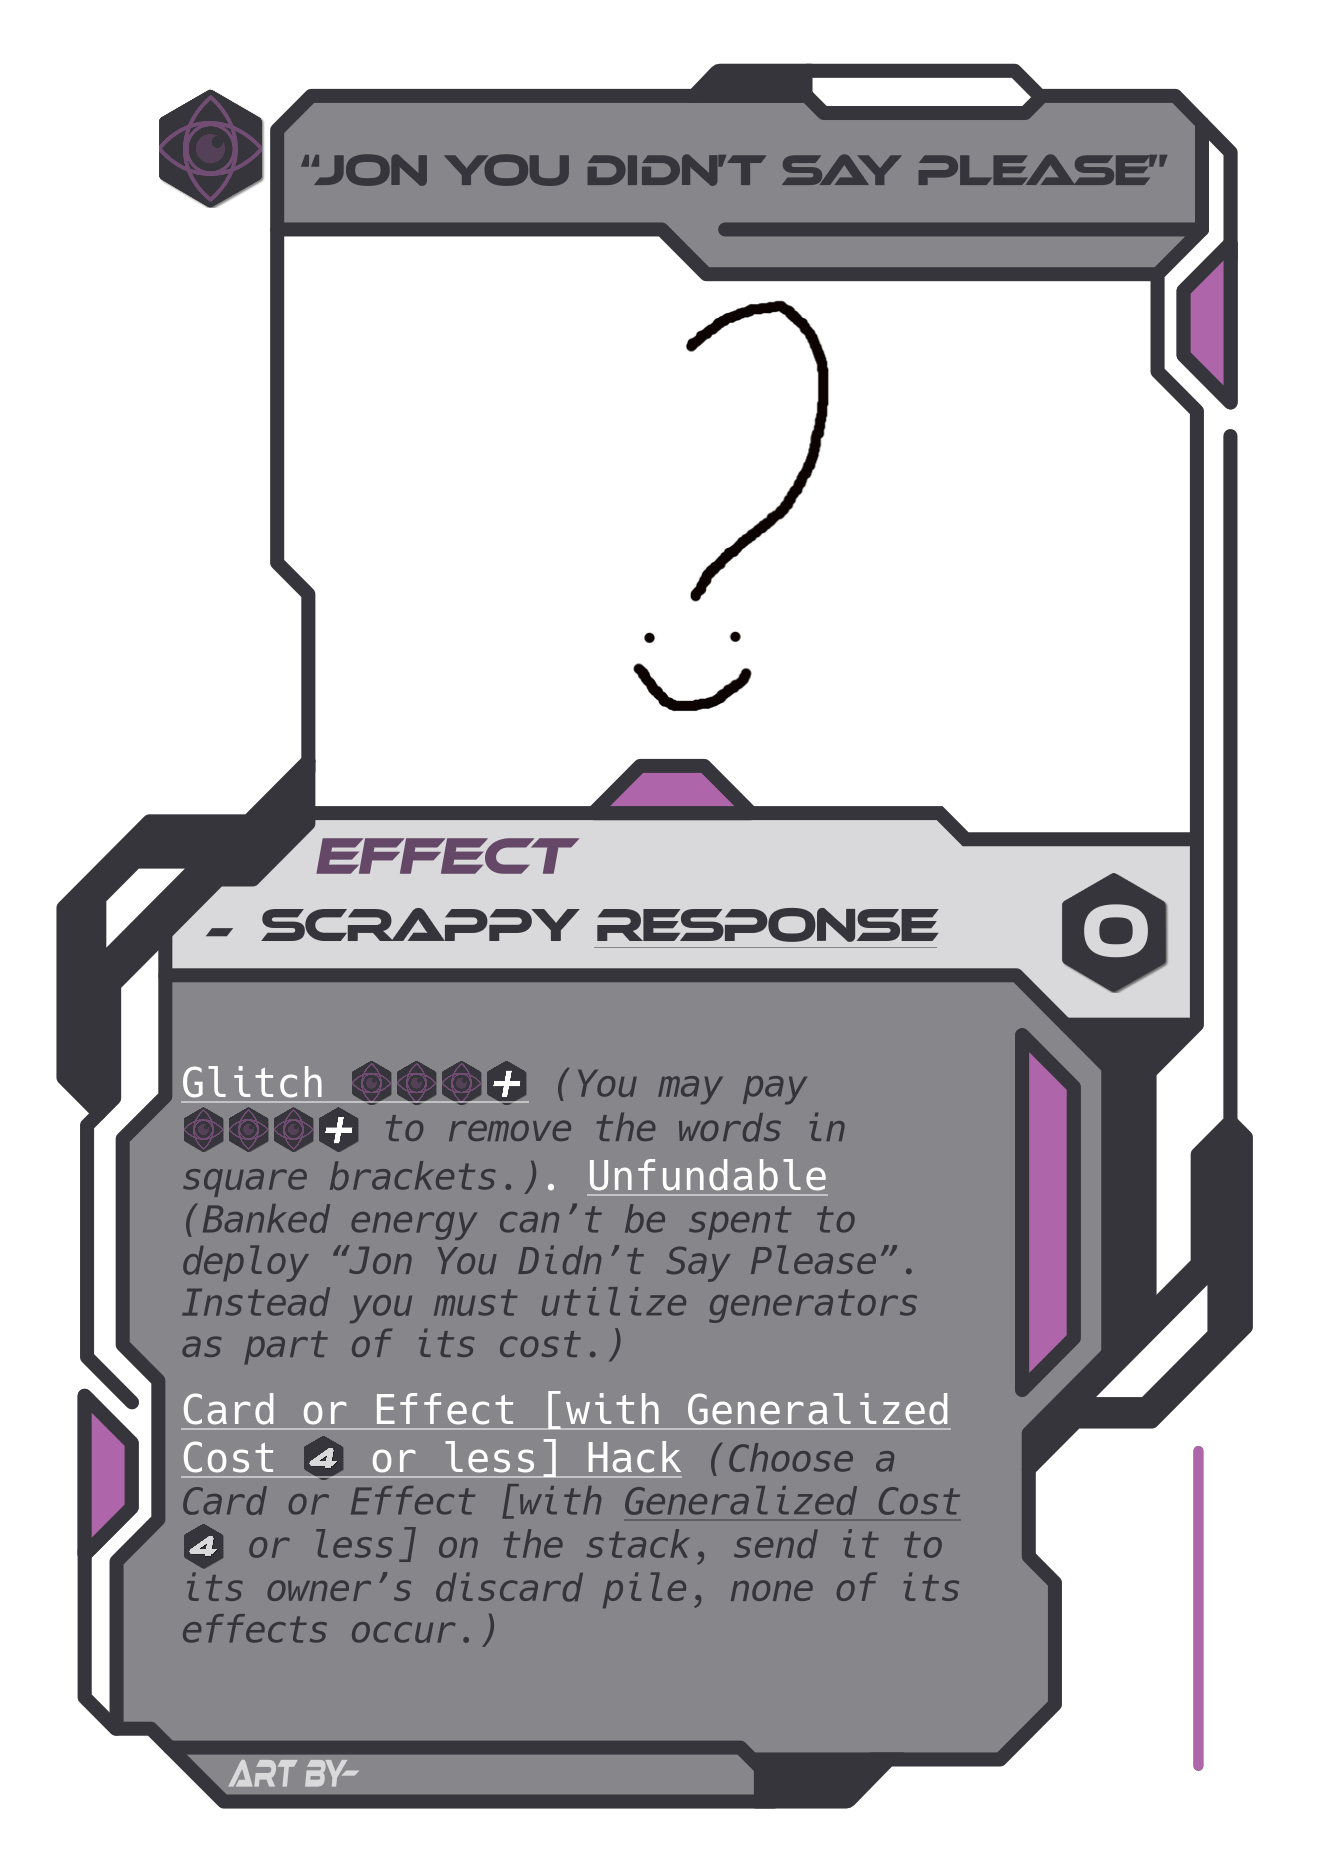 “JON YOU DIDN'T SAY PLEASE”
EFFECT
- SCRAPPY RESPONSE
0
Glitch + (You may pay
+ to remove the words in
square brackets.). Unfundable
(Banked energy can’t be spent to
deploy “Jon You Didn’t Say Please”.
Instead you must utilize generators
as part of its cost.)
Card or Effect [with Generalized
Cost 4 or less] Hack (Choose a
Card or Effect [with Generalized Cost
4 or less] on the stack, send it to
its owner’s discard pile, none of its
effects occur.)
ART BY-